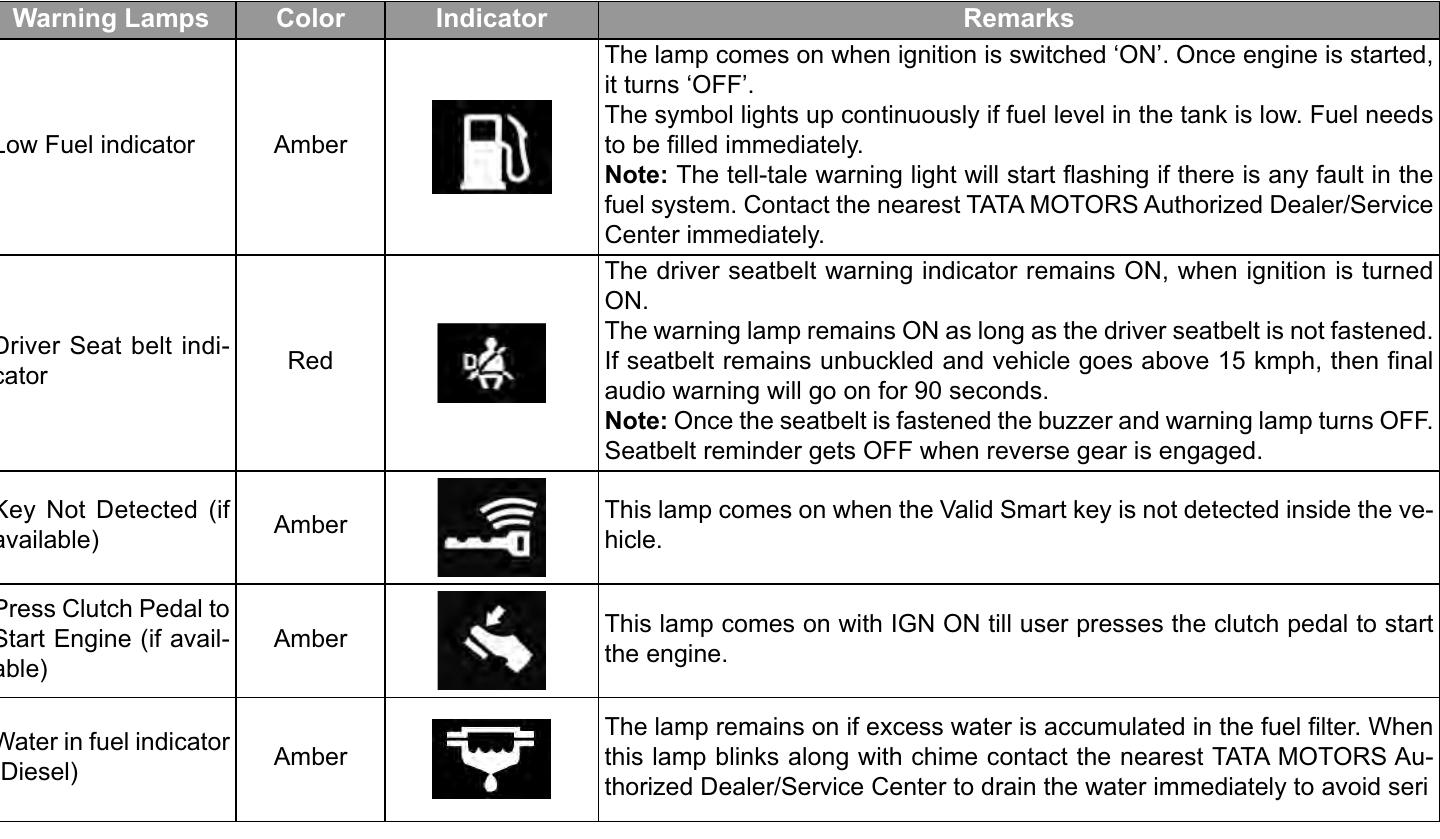 Warning Lamps Color Indicator Remarks
Low Fuel indicator
Amber
The lamp comes on when ignition is switched ‘ON’. Once engine is started,
it turns ‘OFF’.
The symbol lights up continuously if fuel level in the tank is low. Fuel needs
to be filled immediately.
Note: The tell-tale warning light will start flashing if there is any fault in the
fuel system. Contact the nearest TATA MOTORS Authorized Dealer/Service
Center immediately.
Driver Seat belt indi-
cator
Red
D
The driver seatbelt warning indicator remains ON, when ignition is turned
ON.
The warning lamp remains ON as long as the driver seatbelt is not fastened.
If seatbelt remains unbuckled and vehicle goes above 15 kmph, then final
audio warning will go on for 90 seconds.
Note: Once the seatbelt is fastened the buzzer and warning lamp turns OFF.
Seatbelt reminder gets OFF when reverse gear is engaged.
Key Not Detected (if
available)
Amber
This lamp comes on when the Valid Smart key is not detected inside the ve-
hicle.
Press Clutch Pedal to
Start Engine (if avail-
able)
Amber
This lamp comes on with IGN ON till user presses the clutch pedal to start
the engine.
Water in fuel indicator
Diesel)
Amber
The lamp remains on if excess water is accumulated in the fuel filter. When
this lamp blinks along with chime contact the nearest TATA MOTORS Au-
thorized Dealer/Service Center to drain the water immediately to avoid seri